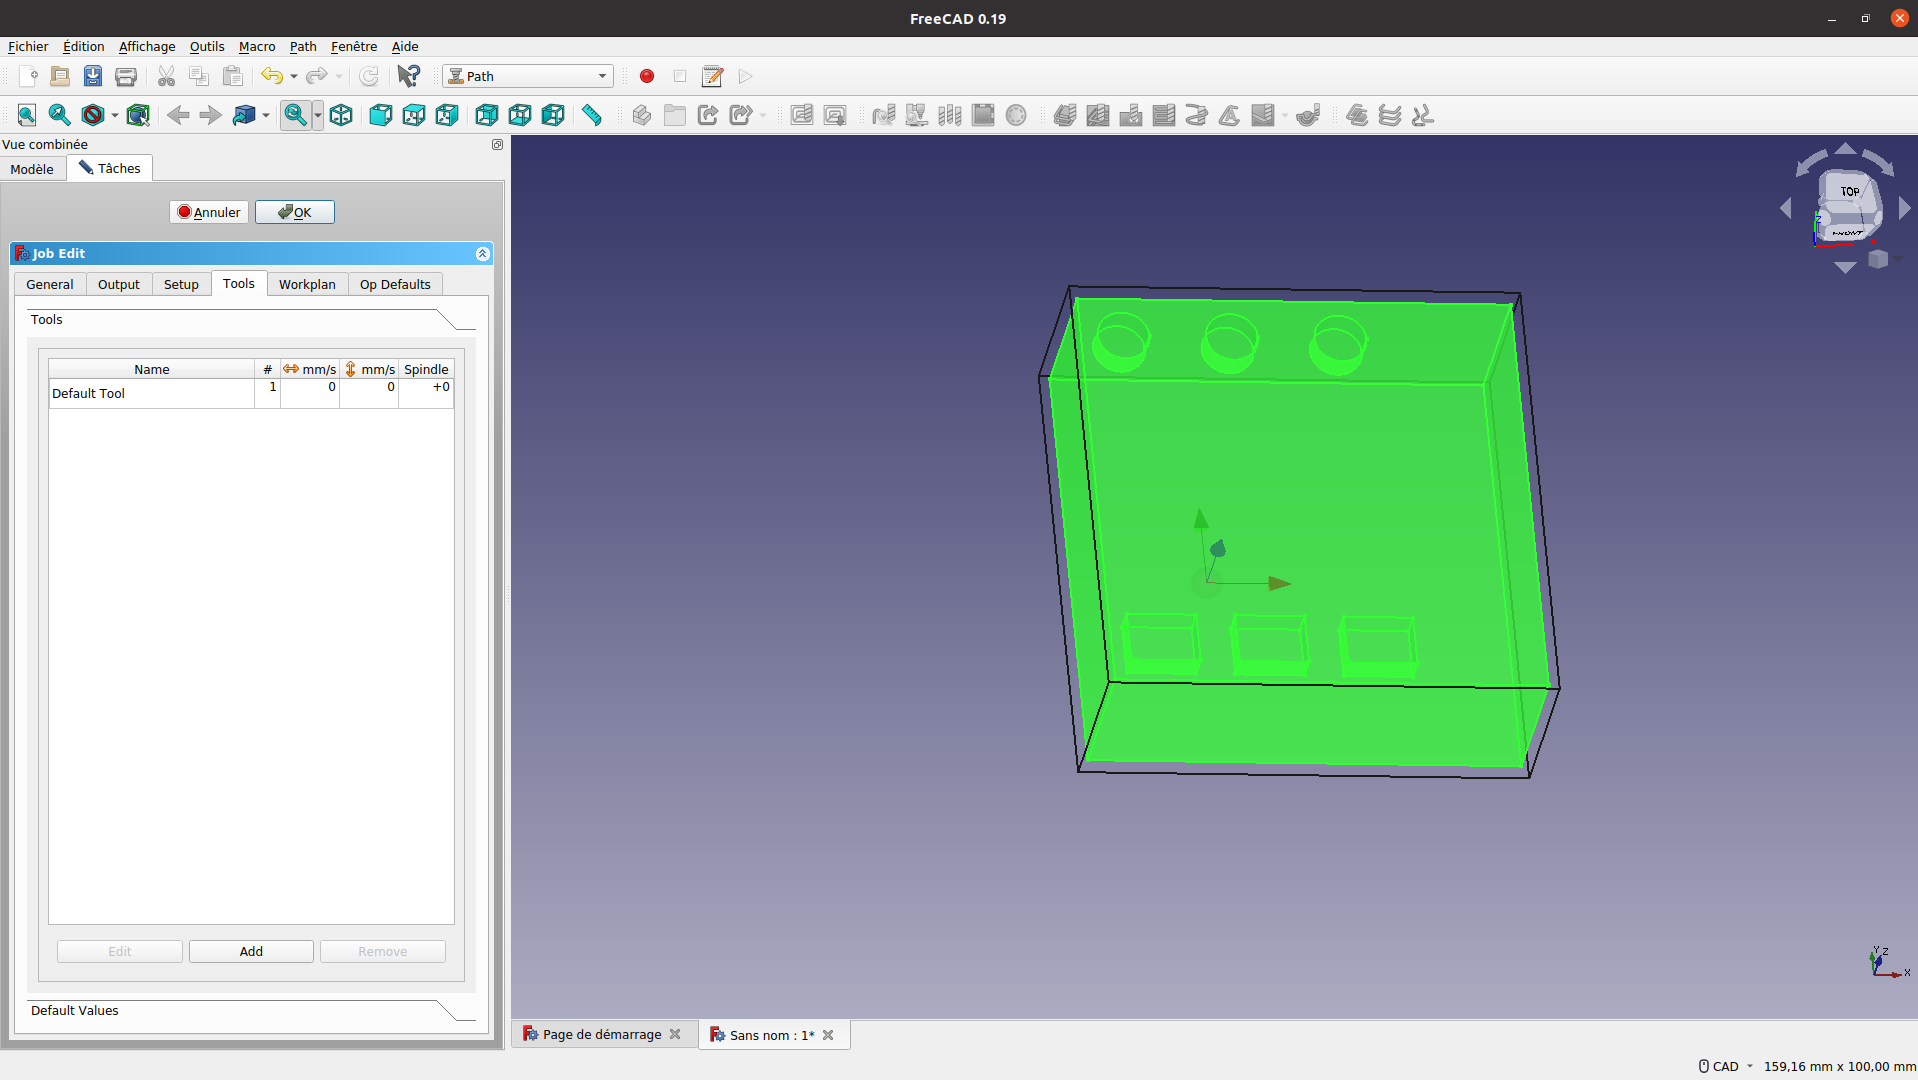 FreeCAD 0.19
Fichier Édition Affichage Outils Macro Path Fenêtre Aide
Path
Vue combinée
Modèle Tâches
Annuler OK
Job Edit
General Output Setup Tools Workplan Op Defaults
Tools
Name # mm/s mm/s Spindle
Default Tool 1 0 0 +0
Edit Add Remove
Default Values
TOP
FRONT
Z
Y Z
X
Page de démarrage Sans nom : 1*
CAD 159,16 mm x 100,00 mm